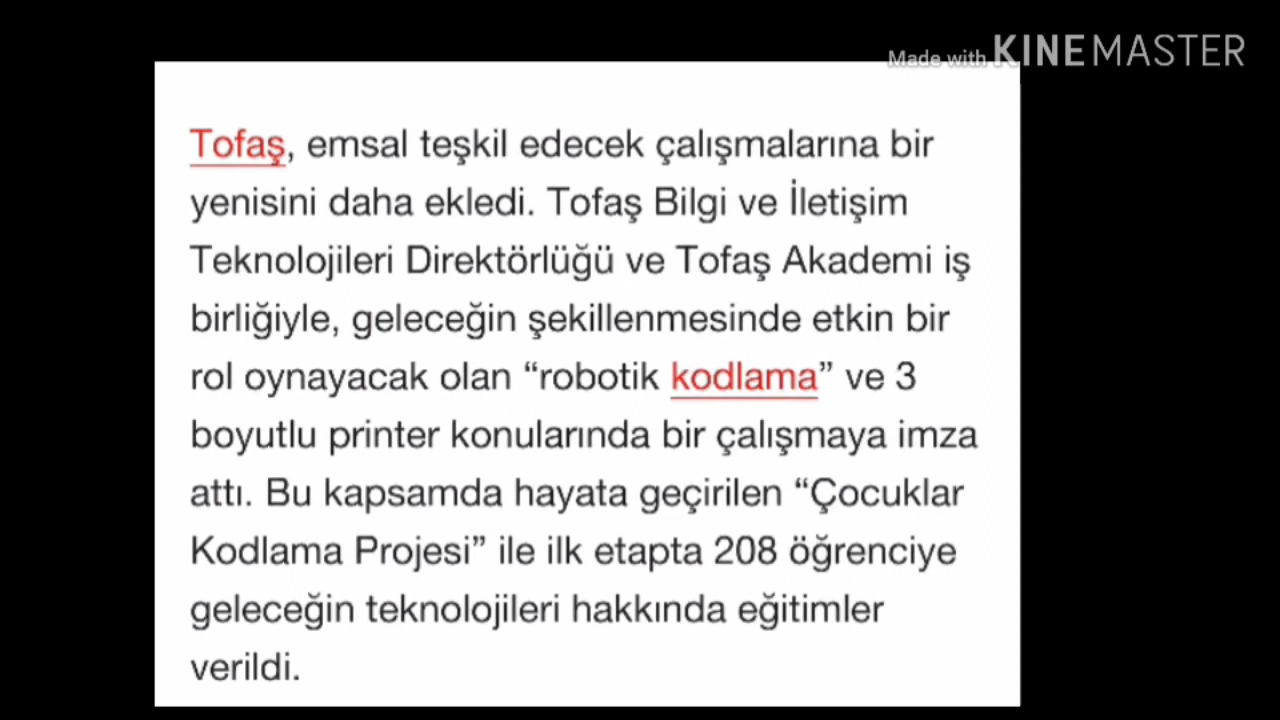 Made with KINEMASTER
Tofaş, emsal teşkil edecek çalışmalarına bir
yenisini daha ekledi. Tofaş Bilgi ve İletişim
Teknolojileri Direktörlüğü ve Tofaş Akademi iş
birliğiyle, geleceğin şekillenmesinde etkin bir
rol oynayacak olan “robotik kodlama” ve 3
boyutlu printer konularında bir çalışmaya imza
attı. Bu kapsamda hayata geçirilen “Çocuklar
Kodlama Projesi” ile ilk etapta 208 öğrenciye
geleceğin teknolojileri hakkında eğitimler
verildi.